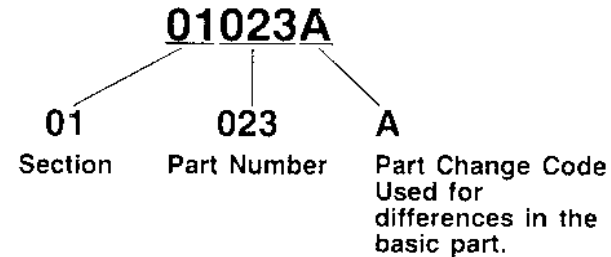 01023A
01 023 A
Section Part Number Part Change Code
Used for
differences in the
basic part.